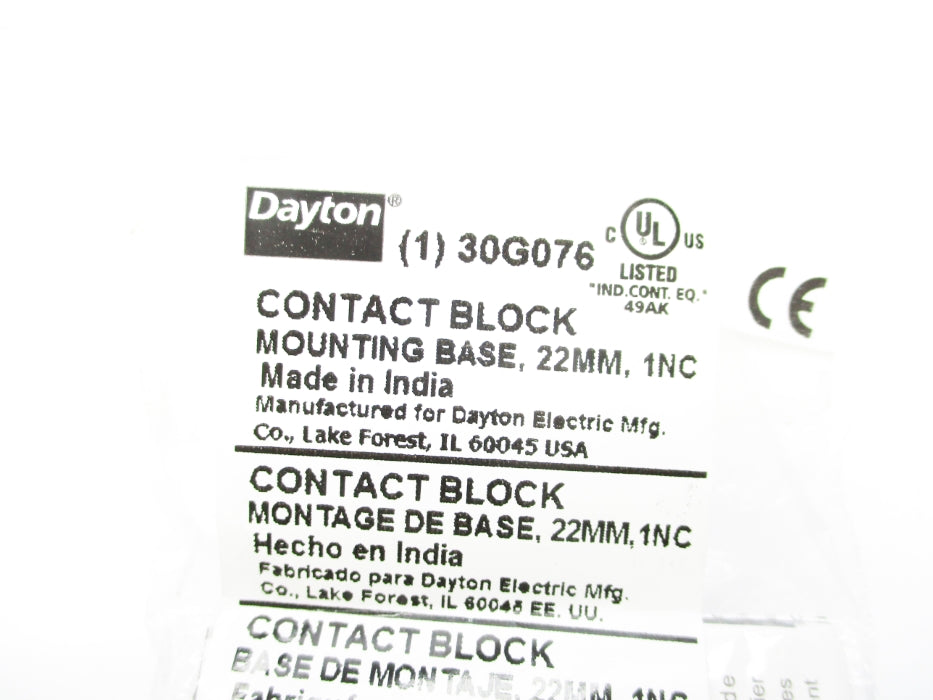 Dayton®
(1) 30G076
C UL® US
LISTED
"IND.CONT. EQ."
49AK
CE
CONTACT BLOCK
MOUNTING BASE, 22MM, 1NC
Made in India
Manufactured for Dayton Electric Mfg.
Co., Lake Forest, IL 60045 USA
CONTACT BLOCK
MONTAGE DE BASE, 22MM, 1NC
Hecho en India
Fabricado para Dayton Electric Mfg.
Co., Lake Forest, IL 60045 EE. UU.
CONTACT BLOCK
BASE DE MONTAJE, 22MM, 1NC